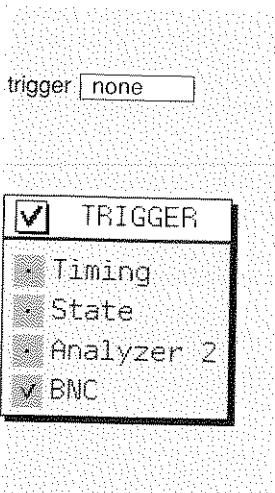 trigger none
TRIGGER
Timing
State
Analyzer 2
BNC